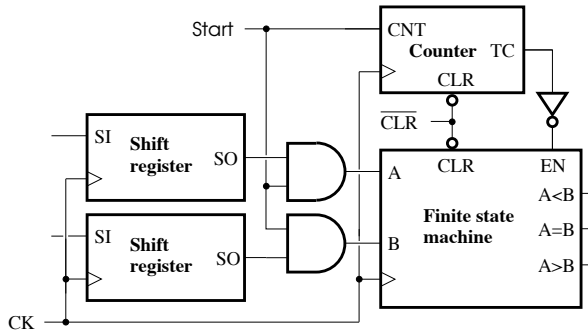 Start
CNT
Counter
TC
CLR
CLR
SI
Shift
register
SO
CLR
EN
A
Finite state
machine
A<B
SI
Shift
register
SO
B
A=B
A>B
CK